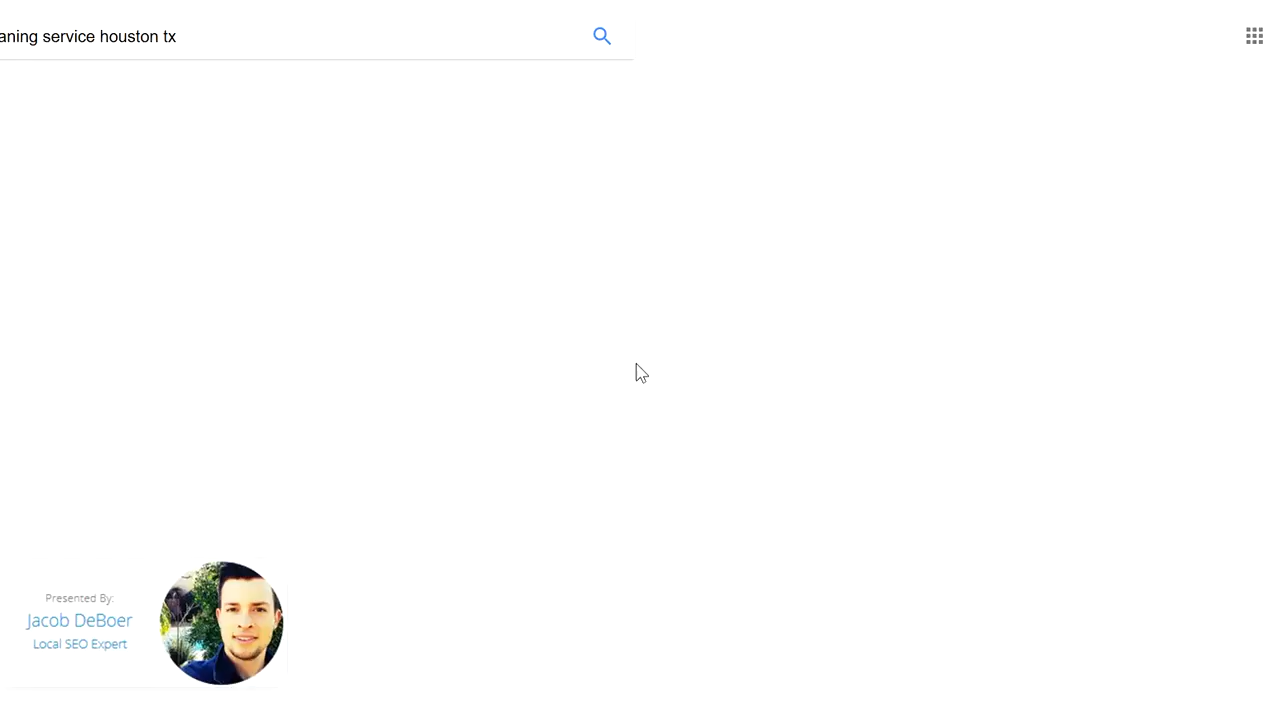 aning service houston tx
Presented By:
Jacob DeBoer
Local SEO Expert